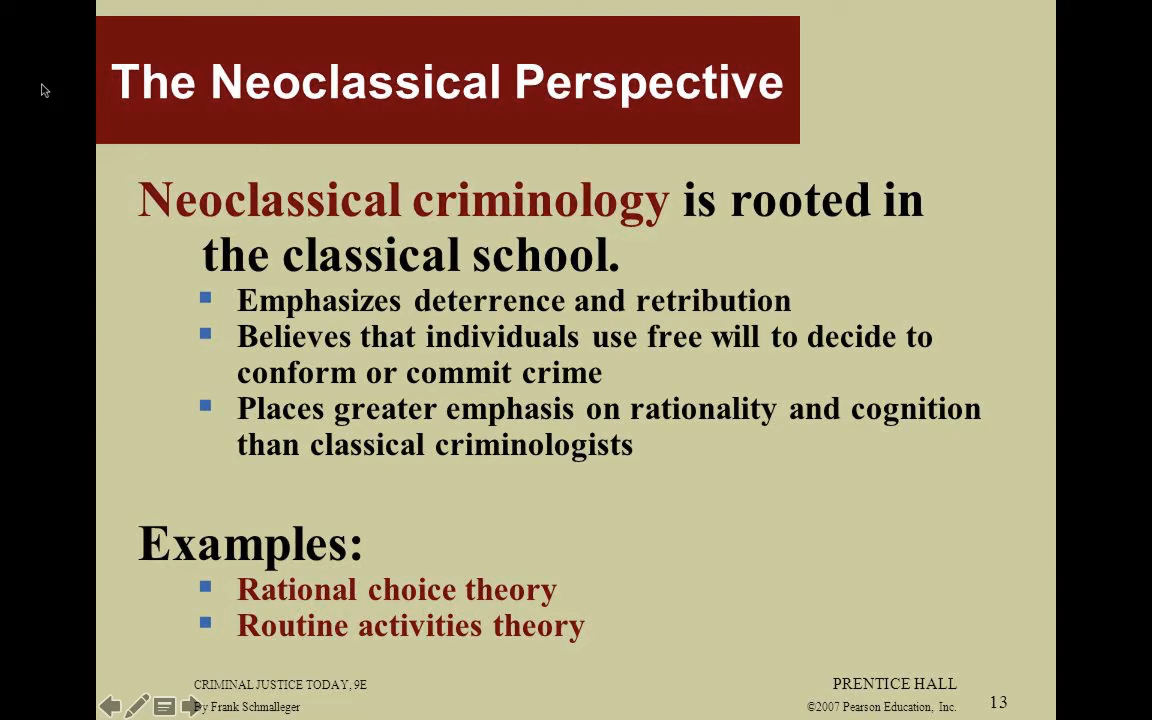 The Neoclassical Perspective
Neoclassical criminology is rooted in
the classical school.
Emphasizes deterrence and retribution
Believes that individuals use free will to decide to
conform or commit crime
Places greater emphasis on rationality and cognition
than classical criminologists
Examples:
Rational choice theory
Routine activities theory
CRIMINAL JUSTICE TODAY, 9E
By Frank Schmalleger
PRENTICE HALL
©2007 Pearson Education, Inc.
13